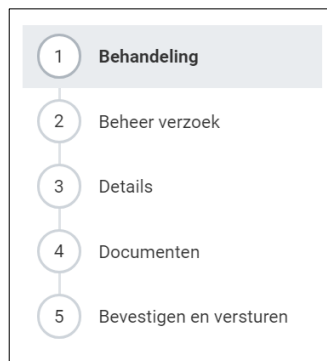 1 Behandeling
2 Beheer verzoek
3 Details
4 Documenten
5 Bevestigen en versturen